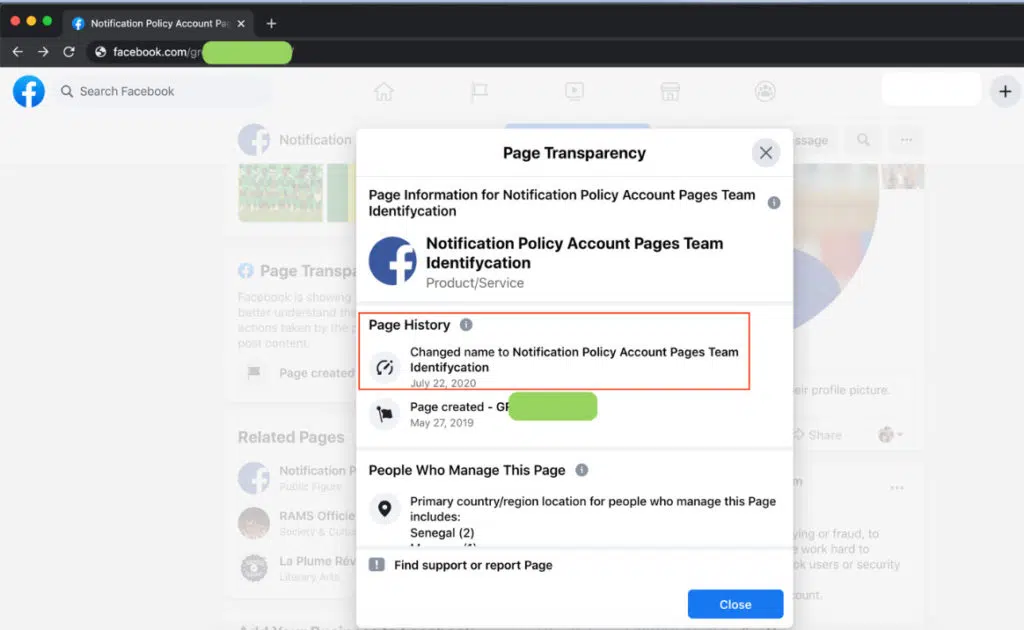 Notification Policy Account Pa
facebook.com/gr
Search Facebook
Notification
ssage
Page Transparency
Page Information for Notification Policy Account Pages Team
Identifycation
Notification Policy Account Pages Team
Identifycation
Product/Service
Page Transpa
Facebook is showing
better understand the
actions taken by the p
post content.
Page created
Page History
Changed name to Notification Policy Account Pages Team
Identifycation
July 22, 2020
Page created - GR
May 27, 2019
eir profile picture.
Share
Related Pages
Notification P
Public Figure
RAMS Officie
Society & Cultu
La Plume Rév
Literary Arts
People Who Manage This Page
Primary country/region location for people who manage this Page
includes:
Senegal (2)
ying or fraud, to
e work hard to
ok users or security
ount.
Find support or report Page
Close